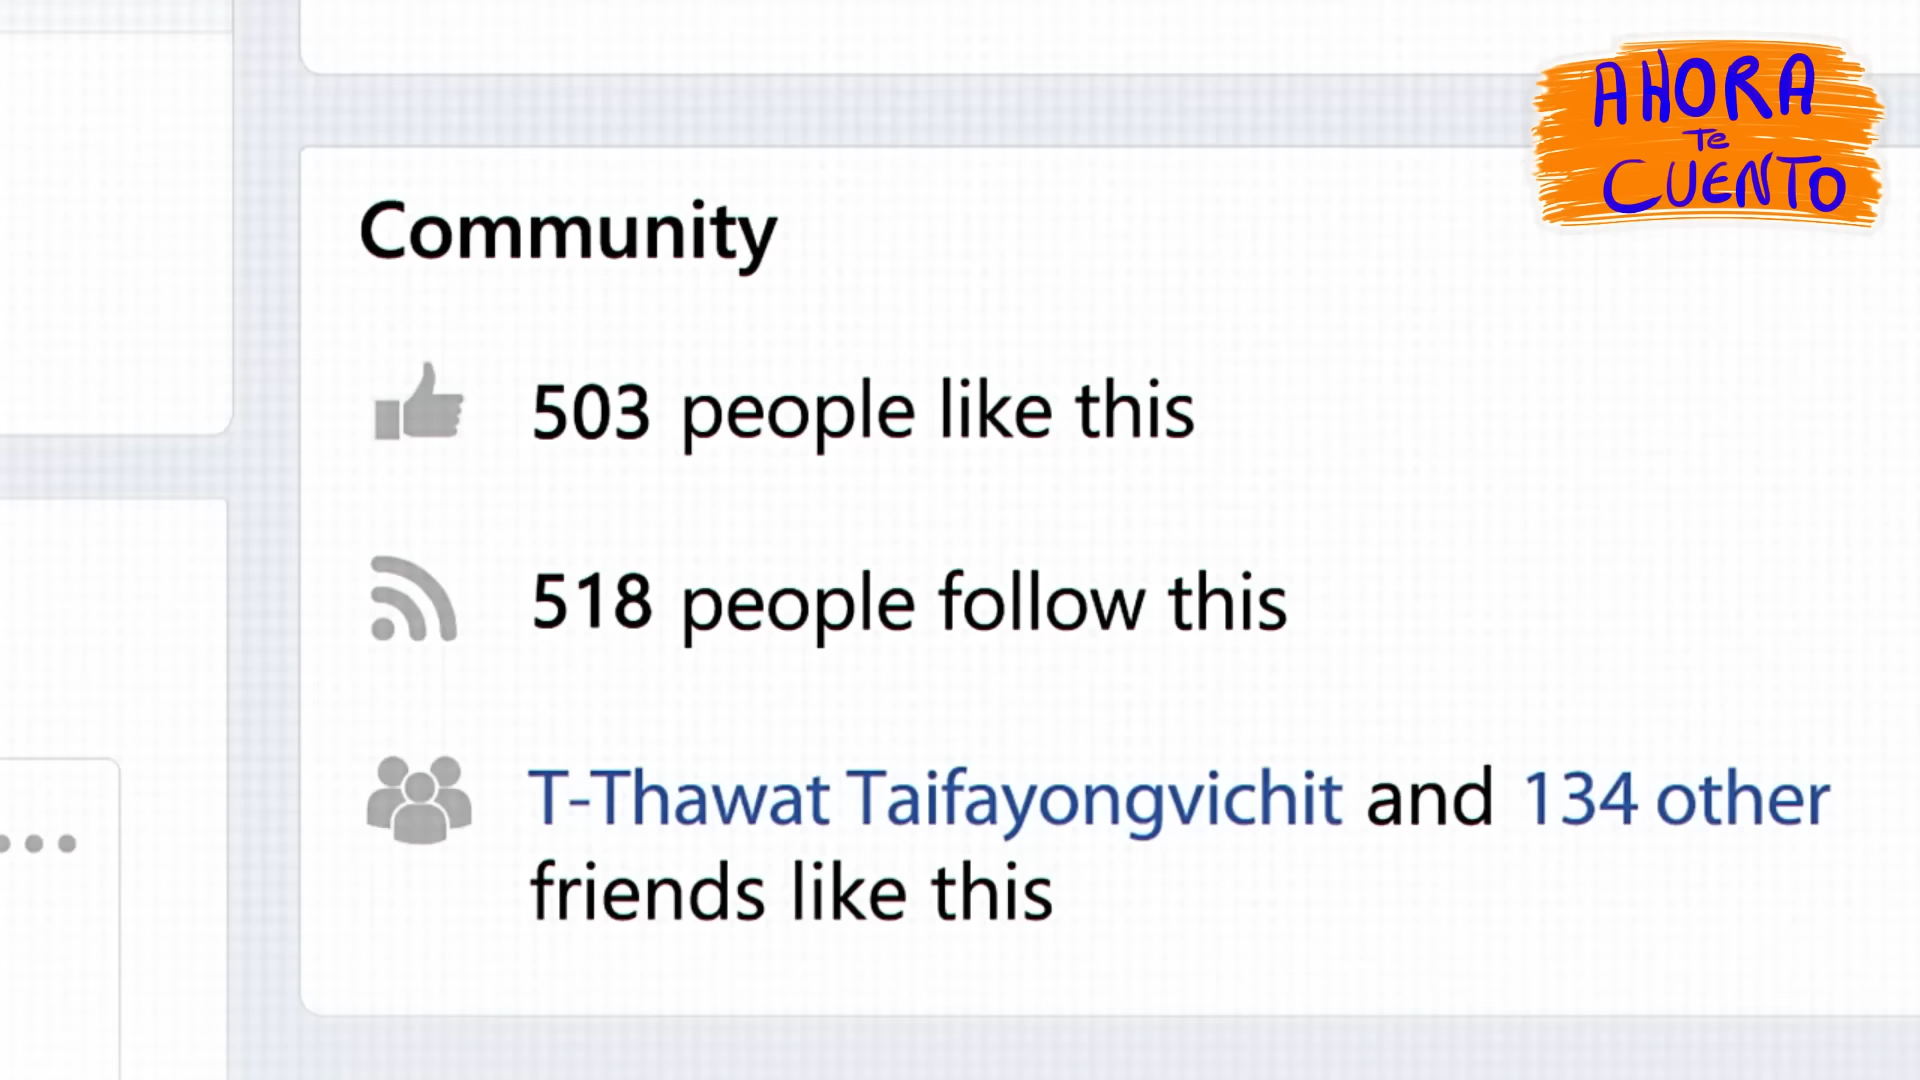 AHORA
Te
CUENTO
Community
503 people like this
518 people follow this
T-Thawat Taifayongvichit and 134 other
friends like this